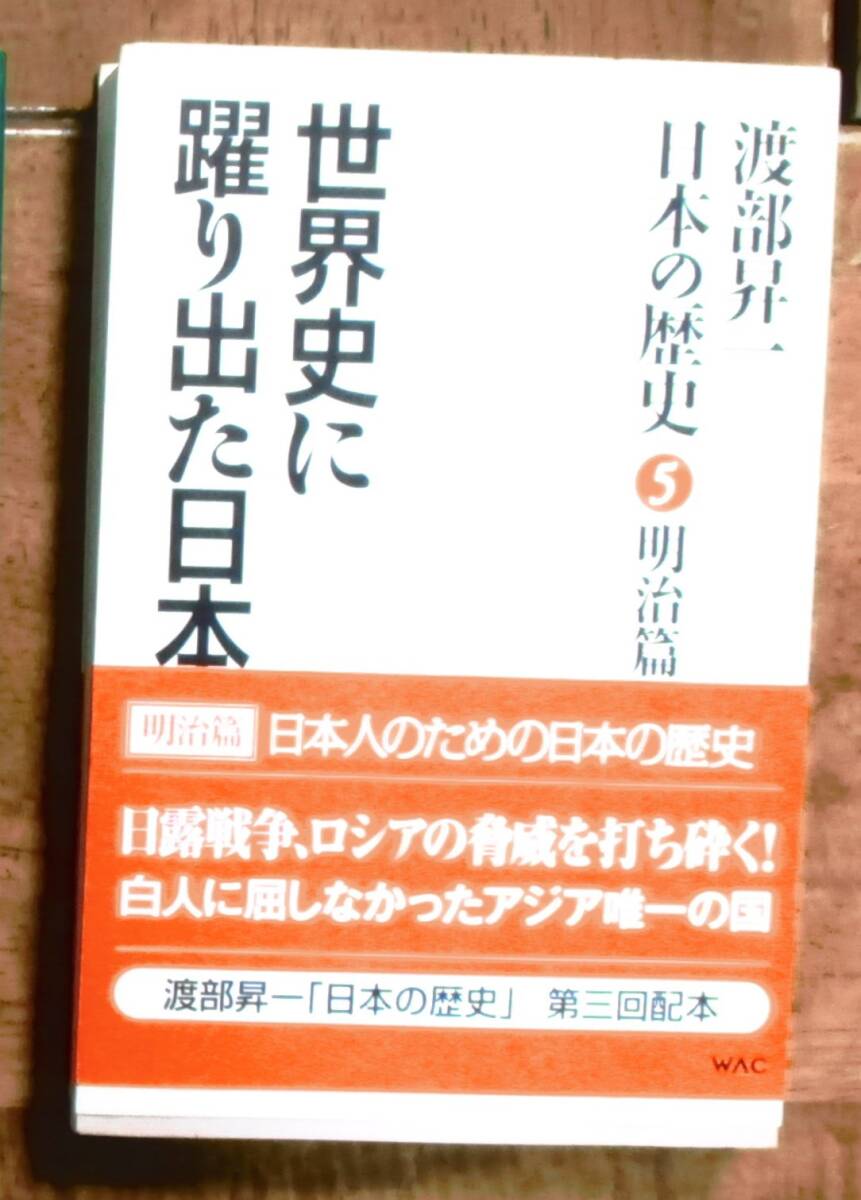 渡部昇一
日本の歴史 5 明治篇
世界史に
躍り出た日本
明治篇 日本人のための日本の歴史
日露戦争、ロシアの脅威を打ち砕く!
白人に屈しなかったアジア唯一の国
渡部昇一「日本の歴史」 第三回配本
WAC